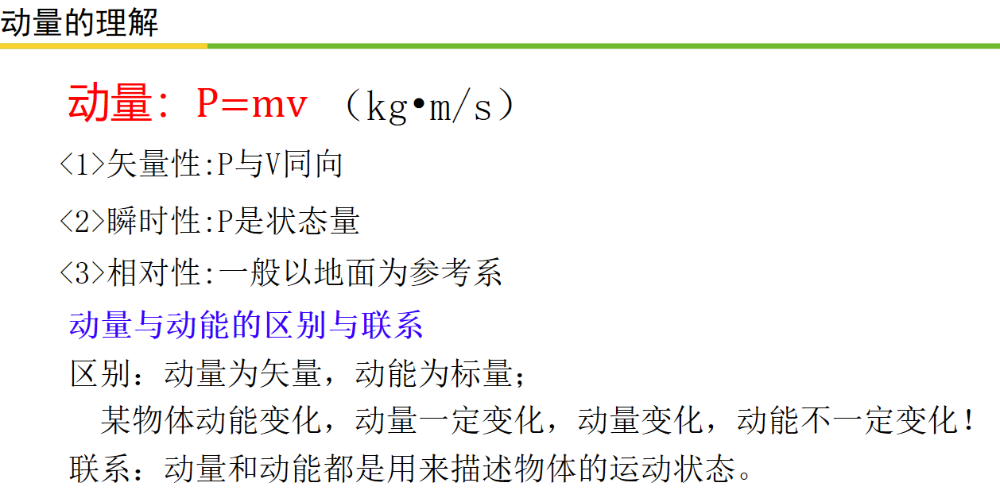 动量的理解
动量：P=mv （kg•m/s）
<1>矢量性:P与V同向
<2>瞬时性:P是状态量
<3>相对性:一般以地面为参考系
动量与动能的区别与联系
区别：动量为矢量，动能为标量；
某物体动能变化，动量一定变化，动量变化，动能不一定变化！
联系：动量和动能都是用来描述物体的运动状态。